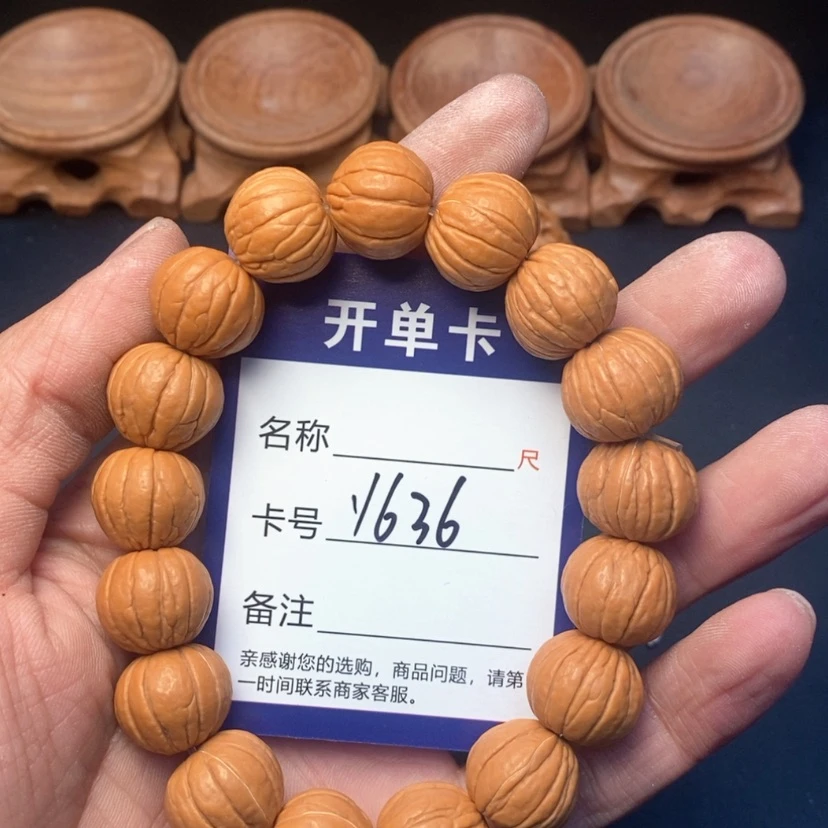 开单卡
名称 尺
卡号 Y636
备注
亲感谢您的选购，商品问题，请第
一时间联系商家客服。